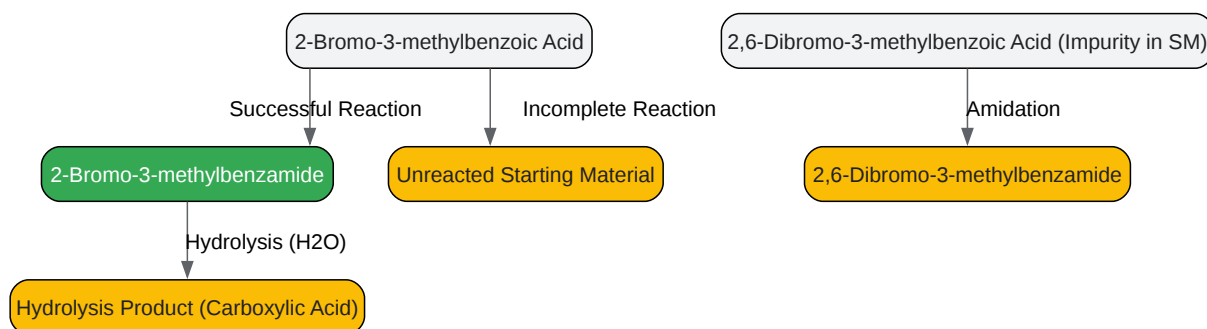 2-Bromo-3-methylbenzoic Acid
2,6-Dibromo-3-methylbenzoic Acid (Impurity in SM)
Successful Reaction
Incomplete Reaction
Amidation
2-Bromo-3-methylbenzamide
Unreacted Starting Material
2,6-Dibromo-3-methylbenzamide
Hydrolysis (H2O)
Hydrolysis Product (Carboxylic Acid)